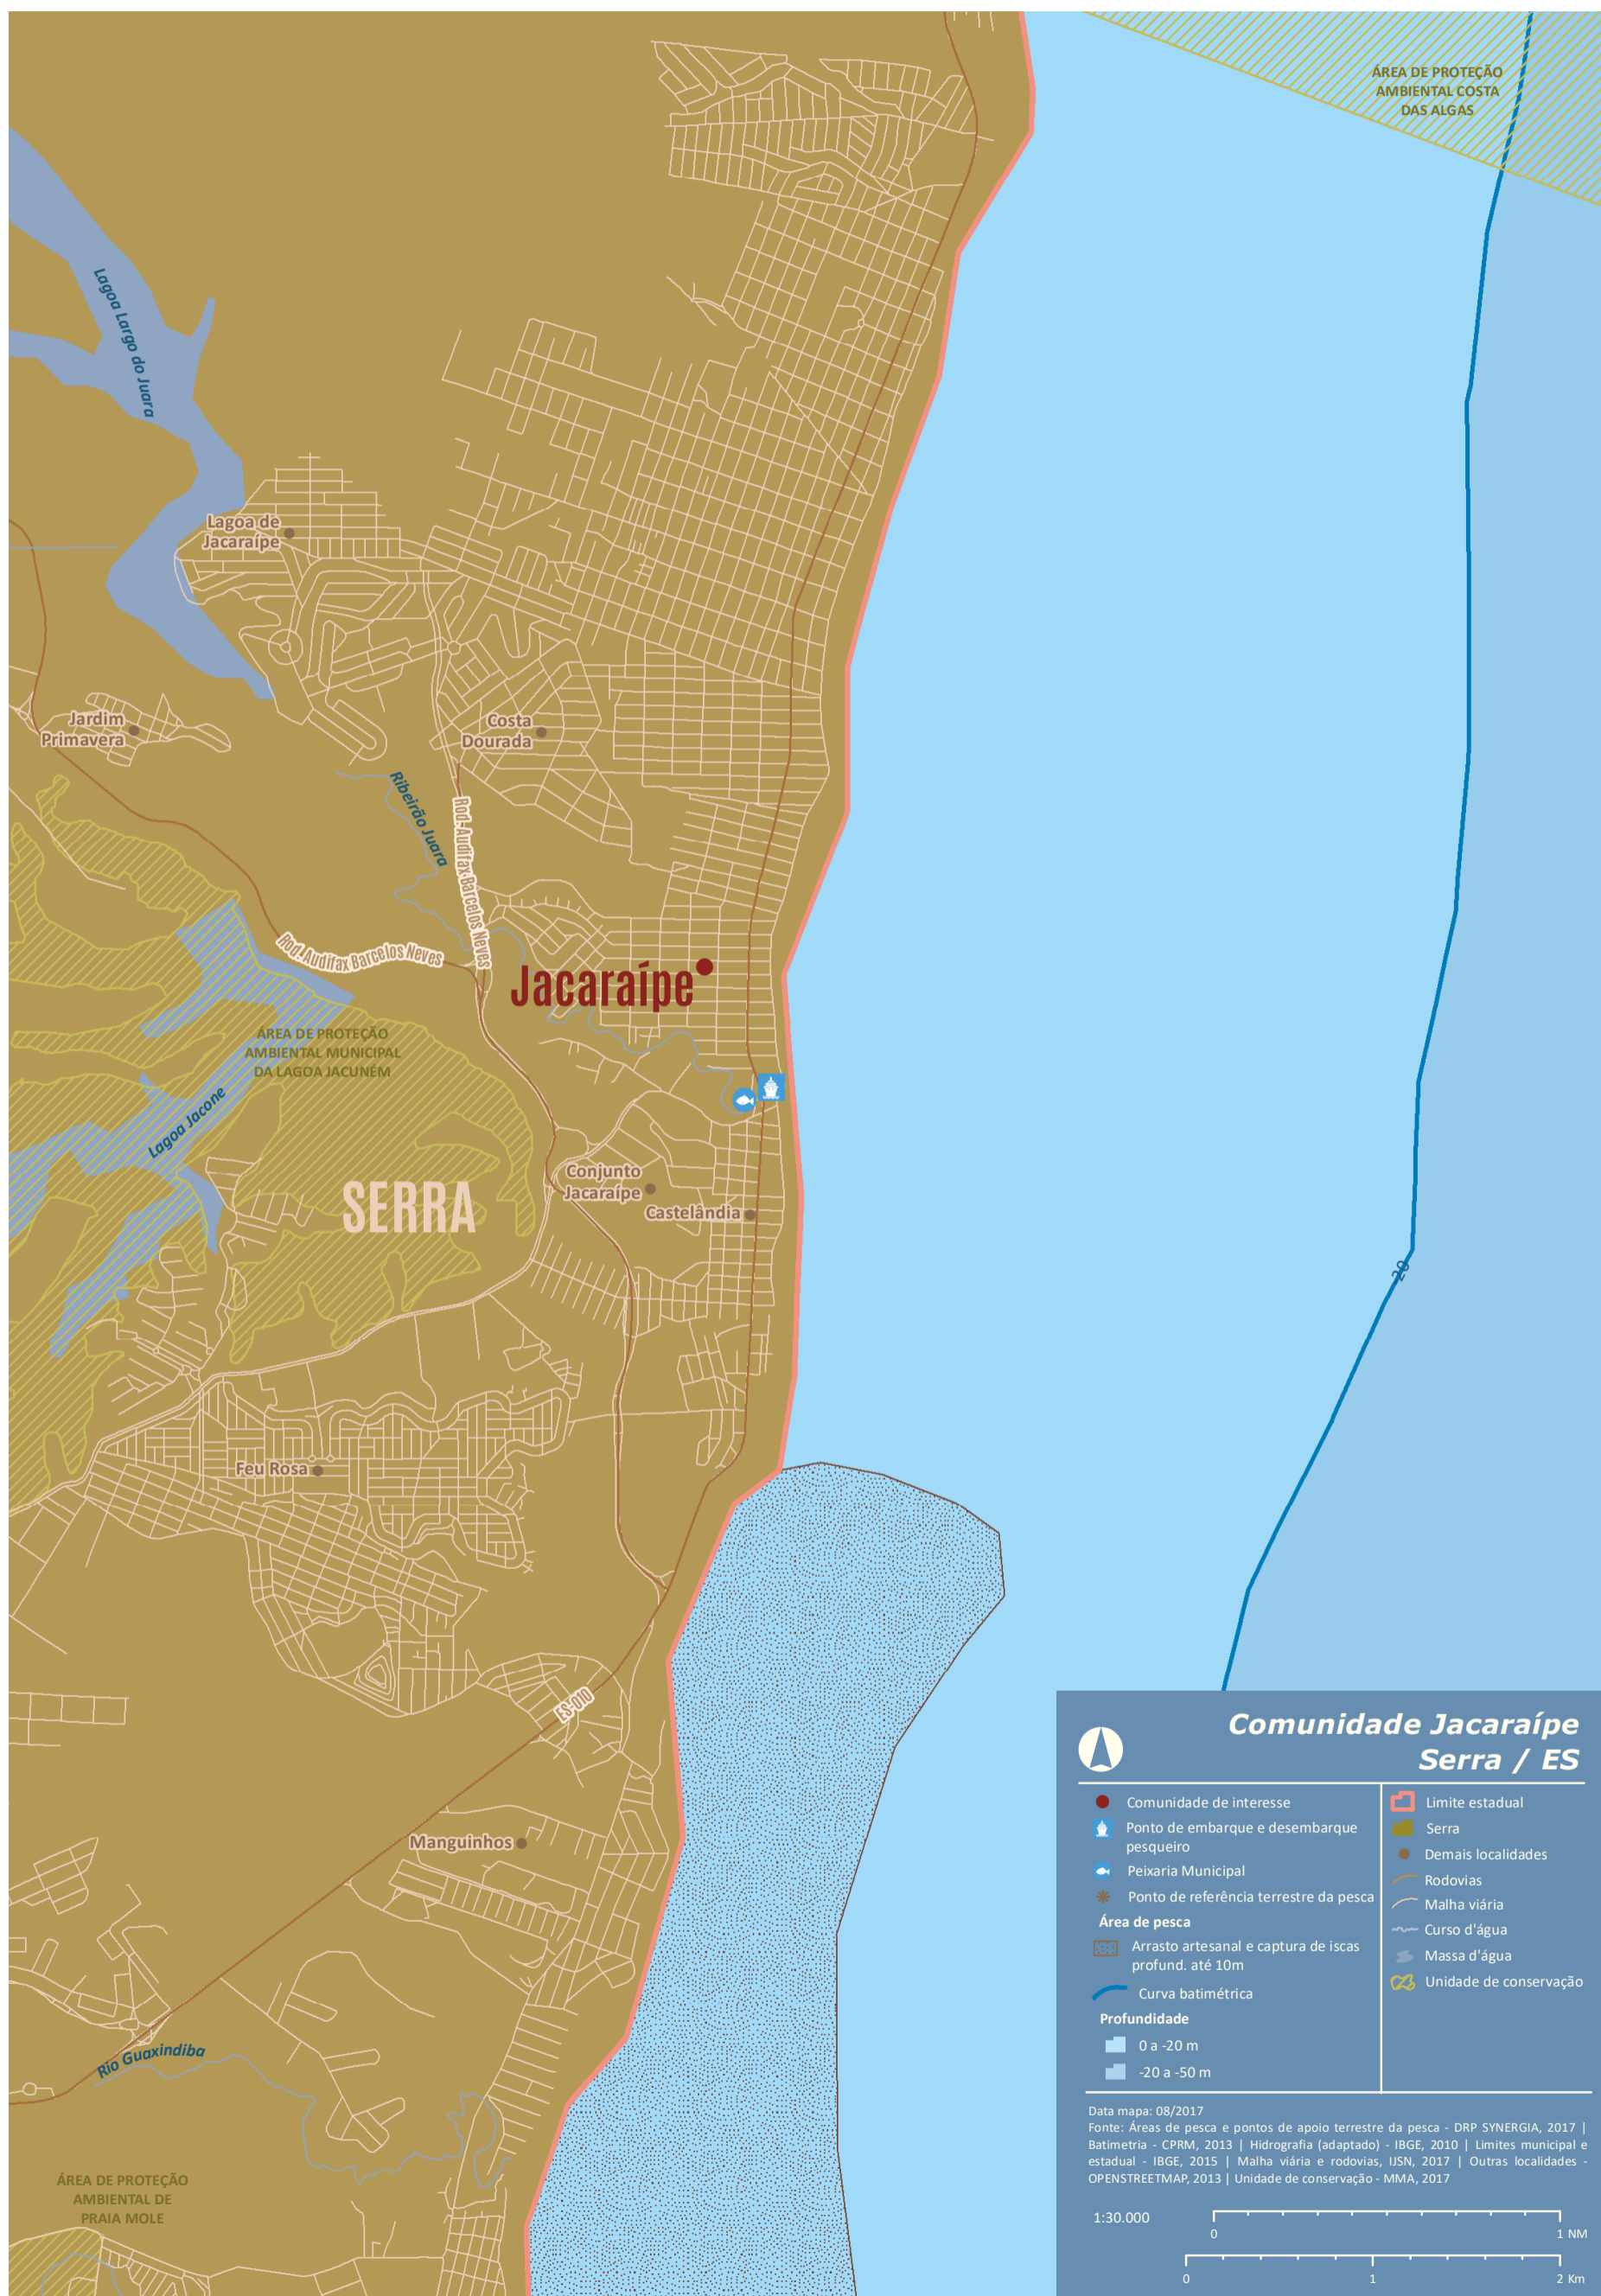 ÁREA DE PROTEÇÃO
AMBIENTAL COSTA
DAS ALGAS
Lagoa Largo do Juara
Lagoa de
Jacaraípe
Jardim
Primavera
Costa
Dourada
Ribeirão Juara
Rod. Audifax Barcelos Neves
Rod. Audifax Barcelos Neves
Jacaraípe
ÁREA DE PROTEÇÃO
AMBIENTAL MUNICIPAL
DA LAGOA JACUNÉM
Lagoa Jacone
SERRA
Conjunto
Jacaraípe
Castelândia
20
Feu Rosa
ES-010
Manguinhos
Rio Guaxindiba
ÁREA DE PROTEÇÃO
AMBIENTAL DE
PRAIA MOLE
Comunidade Jacaraípe
Serra / ES
Comunidade de interesse
Ponto de embarque e desembarque
pesqueiro
Peixaria Municipal
Ponto de referência terrestre da pesca
Área de pesca
Arrasto artesanal e captura de iscas
profund. até 10m
Curva batimétrica
Profundidade
0 a -20 m
-20 a -50 m
Limite estadual
Serra
Demais localidades
Rodovias
Malha viária
Curso d'água
Massa d'água
Unidade de conservação
Data mapa: 08/2017
Fonte: Áreas de pesca e pontos de apoio terrestre da pesca - DRP SYNERGIA, 2017 |
Batimetria - CPRM, 2013 | Hidrografia (adaptado) - IBGE, 2010 | Limites municipal e
estadual - IBGE, 2015 | Malha viária e rodovias, IJSN, 2017 | Outras localidades -
OPENSTREETMAP, 2013 | Unidade de conservação - MMA, 2017
1:30.000
0 1 NM
0 1 2 Km